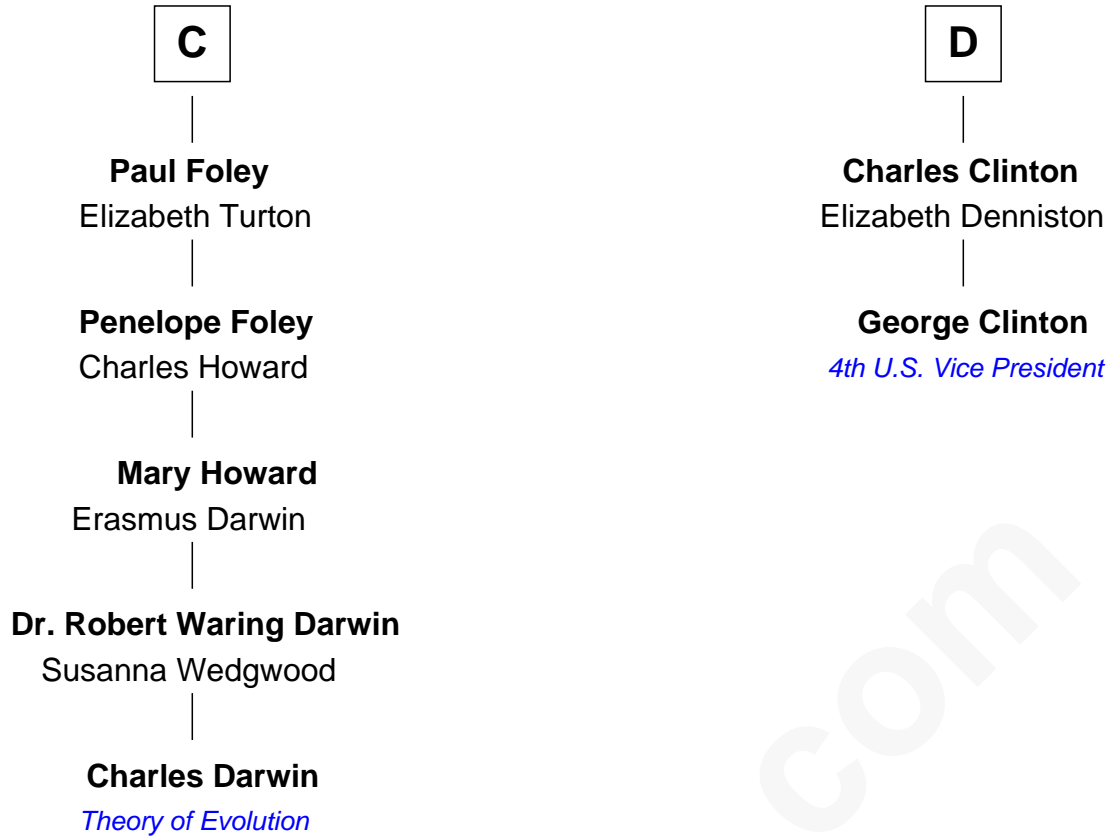 C
Paul Foley
Elizabeth Turton
Penelope Foley
Charles Howard
Mary Howard
Erasmus Darwin
Dr. Robert Waring Darwin
Susanna Wedgwood
Charles Darwin
Theory of Evolution
D
Charles Clinton
Elizabeth Denniston
George Clinton
4th U.S. Vice President
com